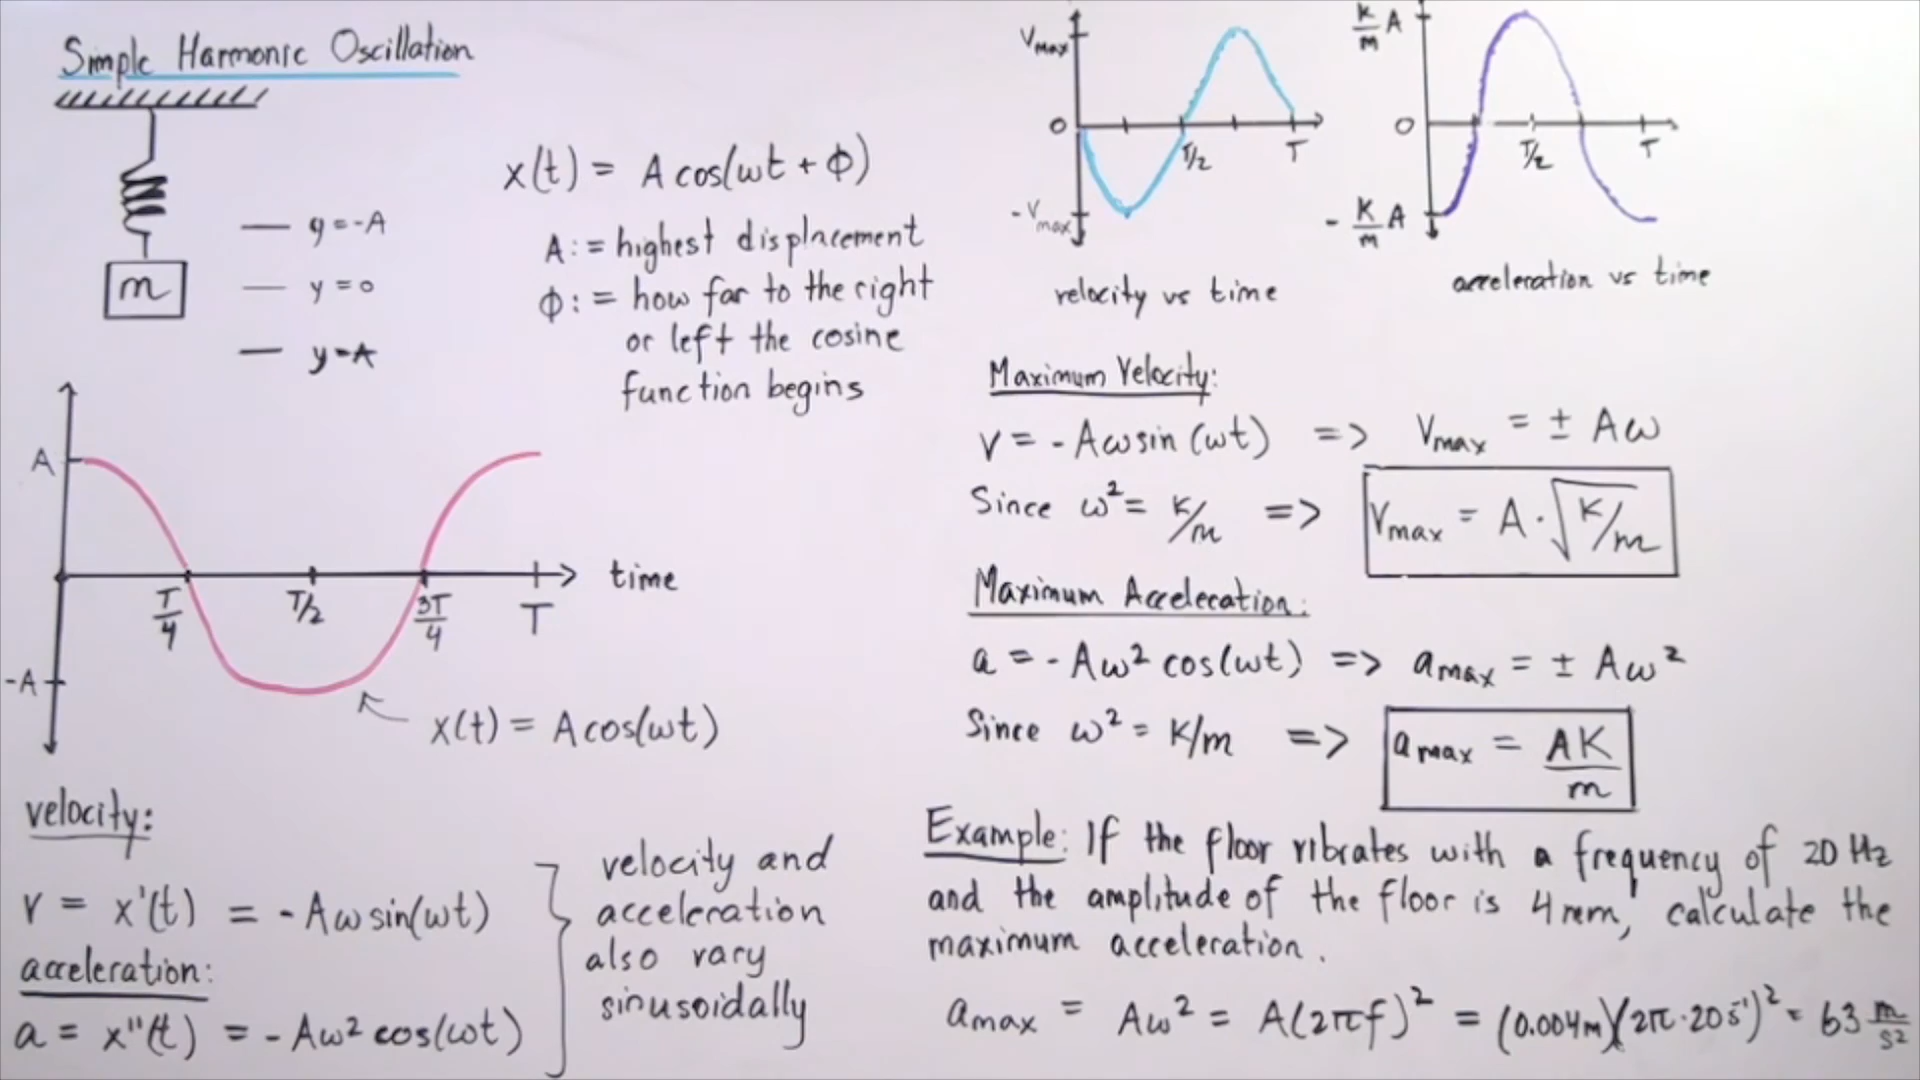 Simple Harmonic Oscillation
m
y=-A
y=0
y=A
x(t) = A cos(ωt + ϕ)
A: = highest displacement
ϕ: = how far to the right
or left the cosine
function begins
A
-A
T/4
T/2
3T/4
T
time
x(t) = A cos(ωt)
velocity:
v = x'(t) = -Aω sin(ωt)
acceleration:
a = x''(t) = -Aω² cos(ωt)
velocity and
acceleration
also vary
sinusoidally
Vmax
0
-Vmax
T/2
T
velocity vs time
K/m A
0
-K/m A
T/2
T
acceleration vs time
Maximum Velocity:
v = -Aω sin(ωt) => Vmax = ± Aω
Since ω² = K/m => Vmax = A·√K/m
Maximum Acceleration:
a = -Aω² cos(ωt) => amax = ± Aω²
Since ω² = K/m => amax = AK/m
Example: If the floor vibrates with a frequency of 20 Hz
and the amplitude of the floor is 4mm, calculate the
maximum acceleration.
amax = Aω² = A(2πf)² = (0.004m)(2π·20s⁻¹)² = 63 m/s²